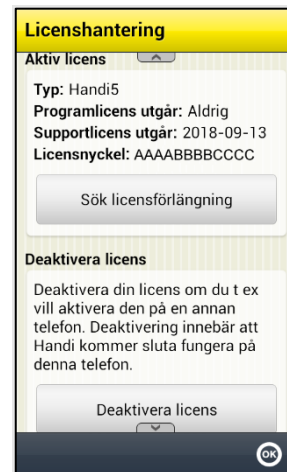 Licenshantering
Aktiv licens
Typ: Handi5
Programlicens utgår: Aldrig
Supportlicens utgår: 2018-09-13
Licensnyckel: AAAABBBBCCCC
Sök licensförlängning
Deaktivera licens
Deaktivera din licens om du t ex
vill aktivera den på en annan
telefon. Deaktivering innebär att
Handi kommer sluta fungera på
denna telefon.
Deaktivera licens
OK